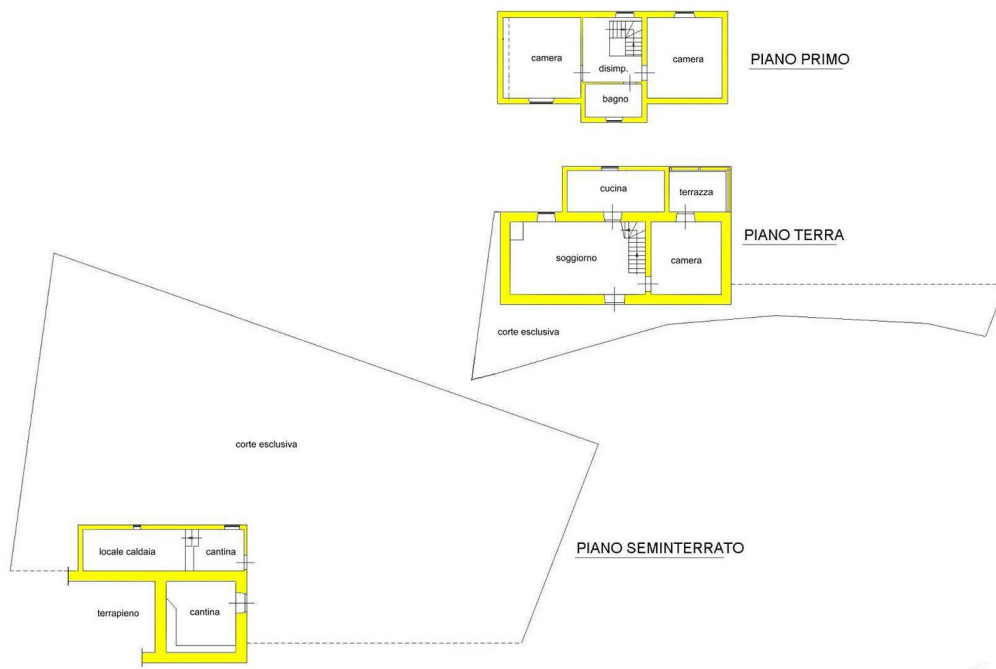 camera
disimp.
camera
bagno
PIANO PRIMO
cucina
terrazza
soggiorno
camera
PIANO TERRA
corte esclusiva
corte esclusiva
locale caldaia
cantina
terrapieno
cantina
PIANO SEMINTERRATO